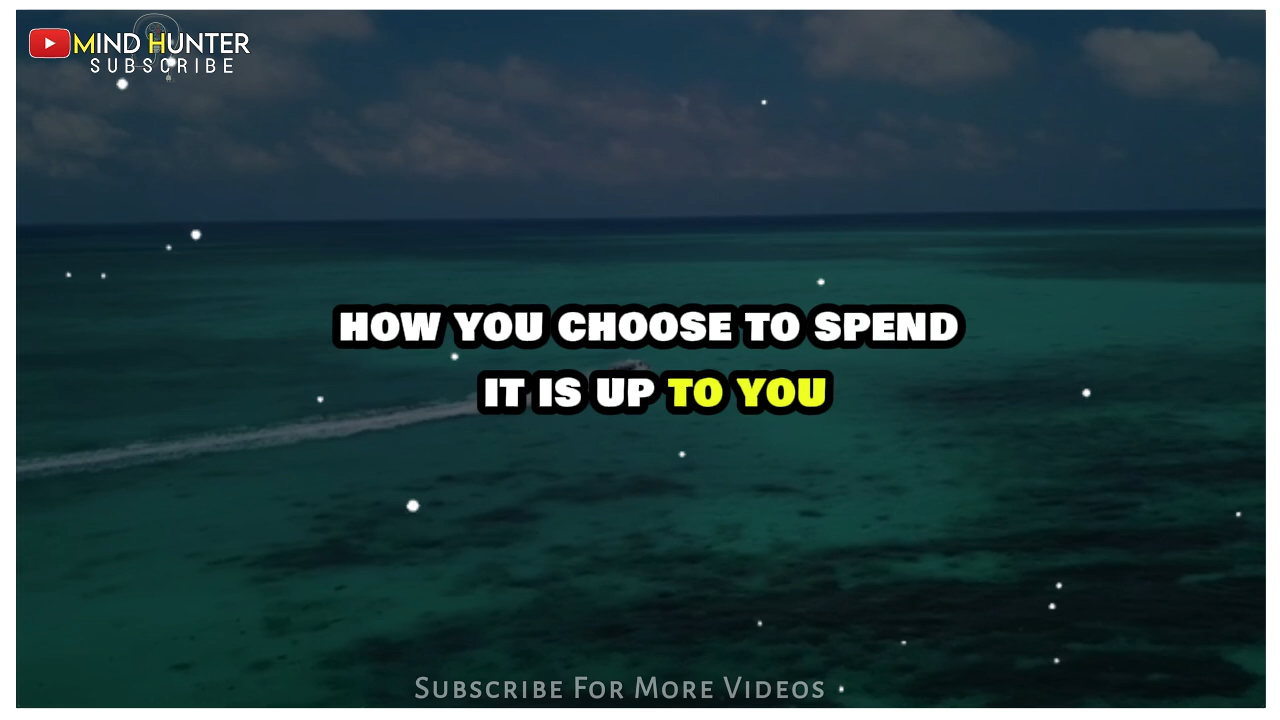 MIND HUNTER
SUBSCRIBE
HOW YOU CHOOSE TO SPEND
IT IS UP TO YOU
Subscribe For More Videos